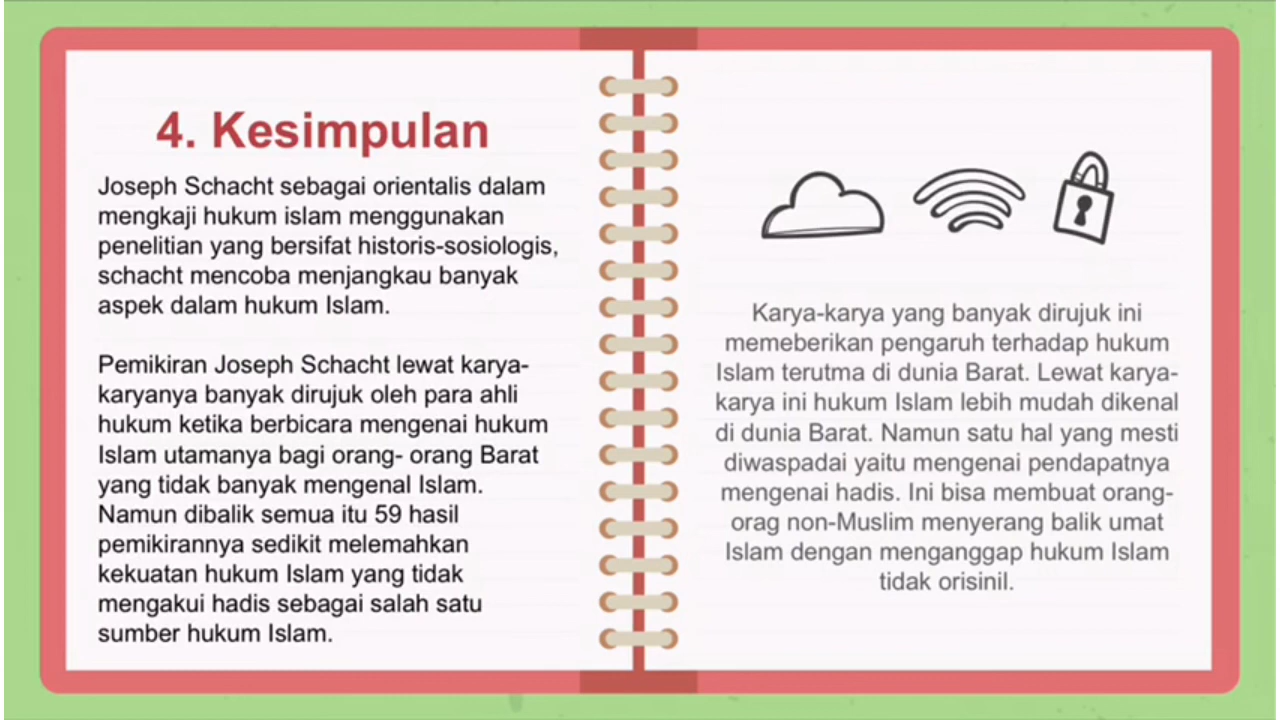 4. Kesimpulan
Joseph Schacht sebagai orientalis dalam
mengkaji hukum islam menggunakan
penelitian yang bersifat historis-sosiologis,
schacht mencoba menjangkau banyak
aspek dalam hukum Islam.
Pemikiran Joseph Schacht lewat karya-
karyanya banyak dirujuk oleh para ahli
hukum ketika berbicara mengenai hukum
Islam utamanya bagi orang- orang Barat
yang tidak banyak mengenal Islam.
Namun dibalik semua itu 59 hasil
pemikirannya sedikit melemahkan
kekuatan hukum Islam yang tidak
mengakui hadis sebagai salah satu
sumber hukum Islam.
Karya-karya yang banyak dirujuk ini
memeberikan pengaruh terhadap hukum
Islam terutma di dunia Barat. Lewat karya-
karya ini hukum Islam lebih mudah dikenal
di dunia Barat. Namun satu hal yang mesti
diwaspadai yaitu mengenai pendapatnya
mengenai hadis. Ini bisa membuat orang-
orag non-Muslim menyerang balik umat
Islam dengan menganggap hukum Islam
tidak orisinil.